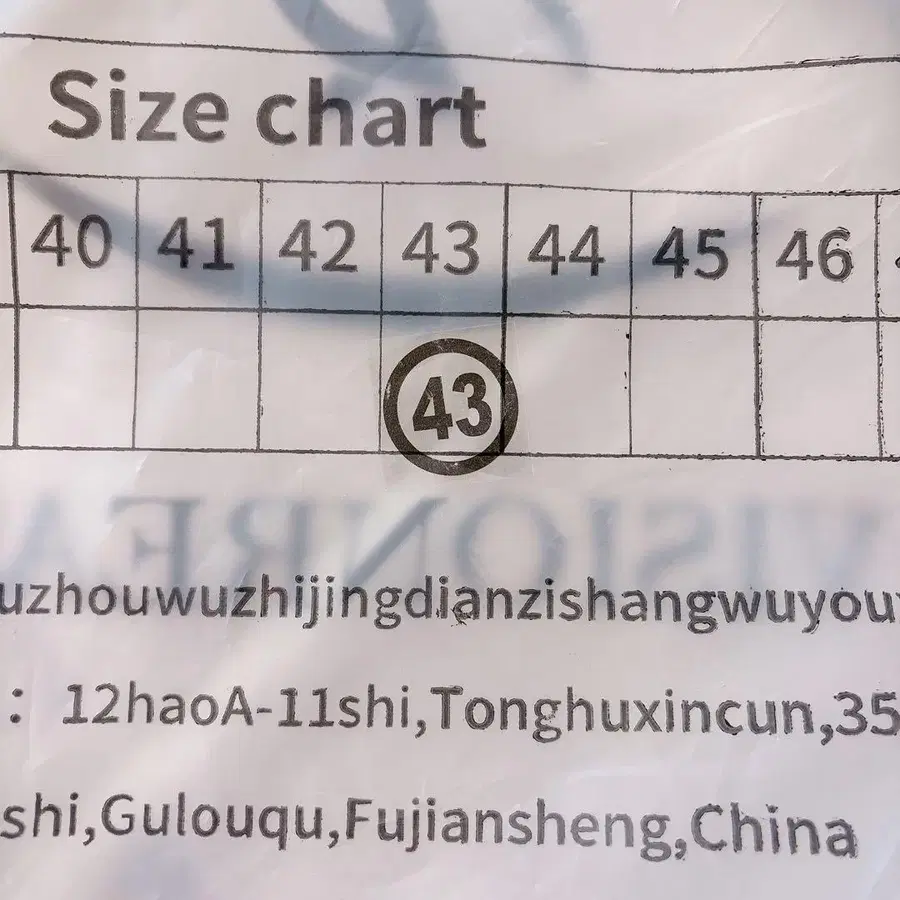 Size chart
40 41 42 43 44 45 46
43
uzhouwuzhijingdianzishangwuyou
: 12haoA-11shi,Tonghuxincun,35
shi,Gulouqu,Fujiansheng,China